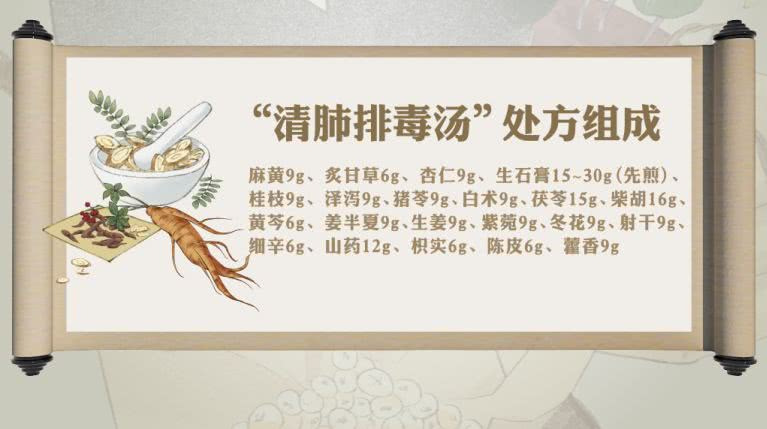 “清肺排毒汤”处方组成
麻黄9g、炙甘草6g、杏仁9g、生石膏15~30g(先煎)、
桂枝9g、泽泻9g、猪苓9g、白术9g、茯苓15g、柴胡16g、
黄芩6g、姜半夏9g、生姜9g、紫菀9g、冬花9g、射干9g、
细辛6g、山药12g、枳实6g、陈皮6g、藿香9g